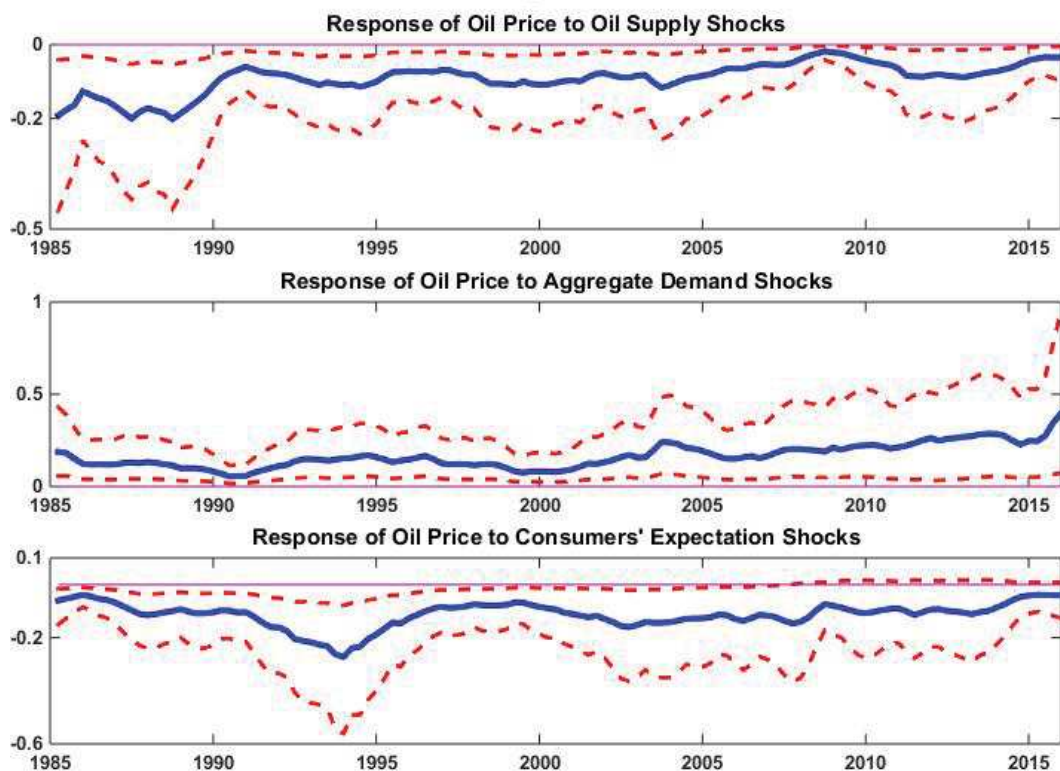 Response of Oil Price to Oil Supply Shocks
0
-0.2
-0.5
1985 1990 1995 2000 2005 2010 2015
Response of Oil Price to Aggregate Demand Shocks
1
0.5
0
1985 1990 1995 2000 2005 2010 2015
Response of Oil Price to Consumers' Expectation Shocks
0.1
-0.2
-0.6
1985 1990 1995 2000 2005 2010 2015